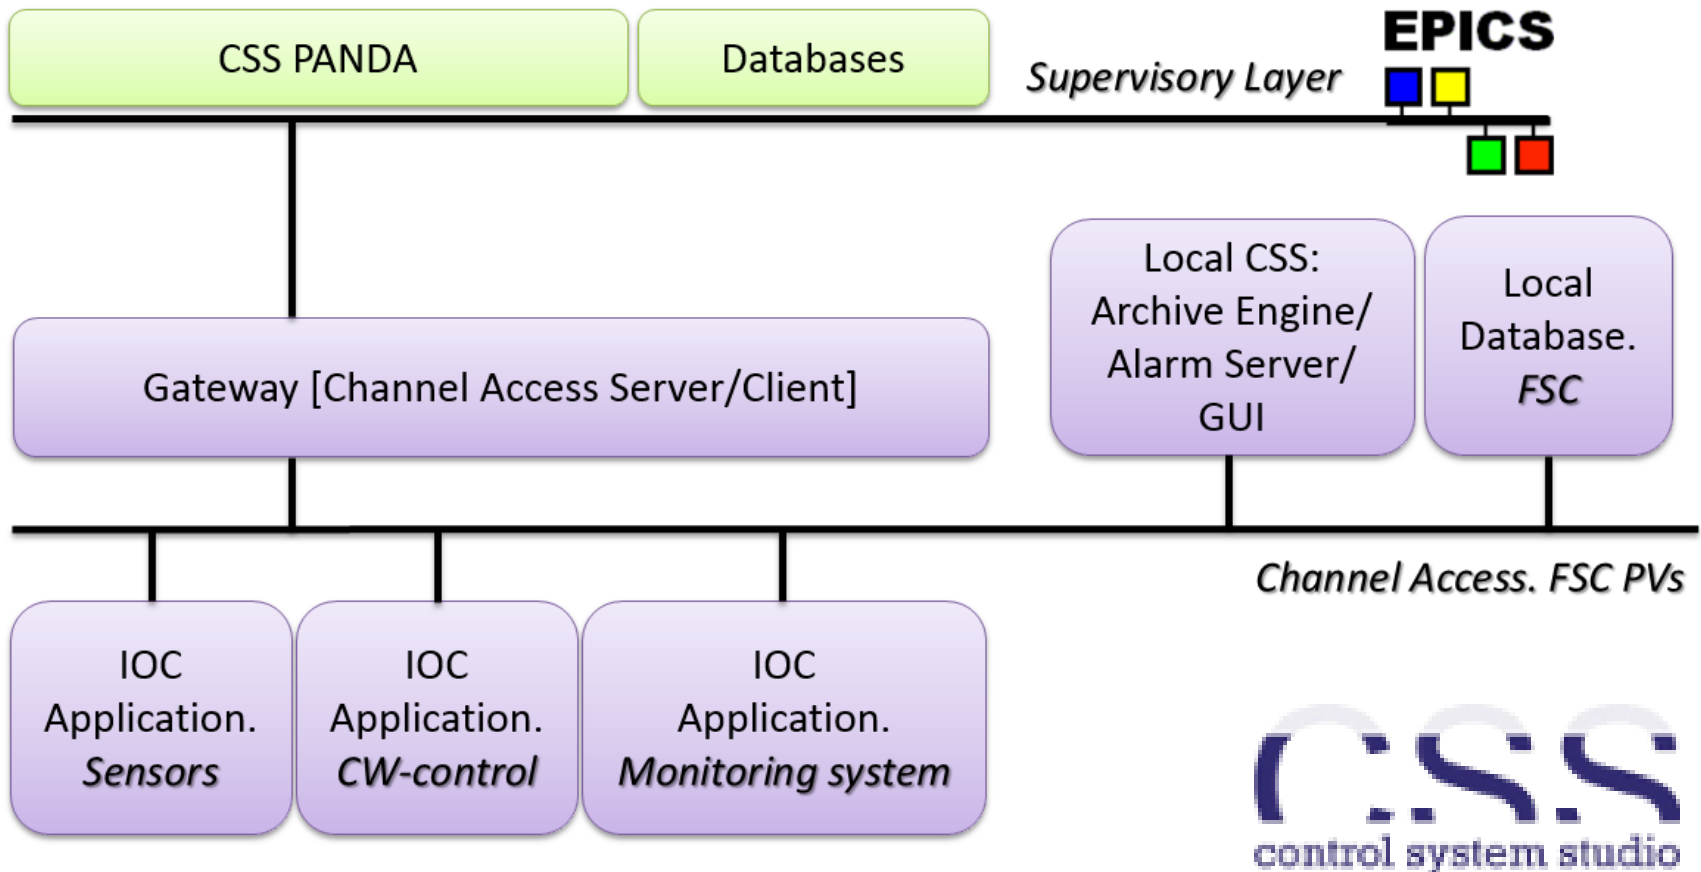 CSS PANDA
Databases
Supervisory Layer
EPICS
Gateway [Channel Access Server/Client]
Local CSS:
Archive Engine/
Alarm Server/
GUI
Local
Database.
FSC
Channel Access. FSC PVs
IOC
Application.
Sensors
IOC
Application.
CW-control
IOC
Application.
Monitoring system
CSS
control system studio